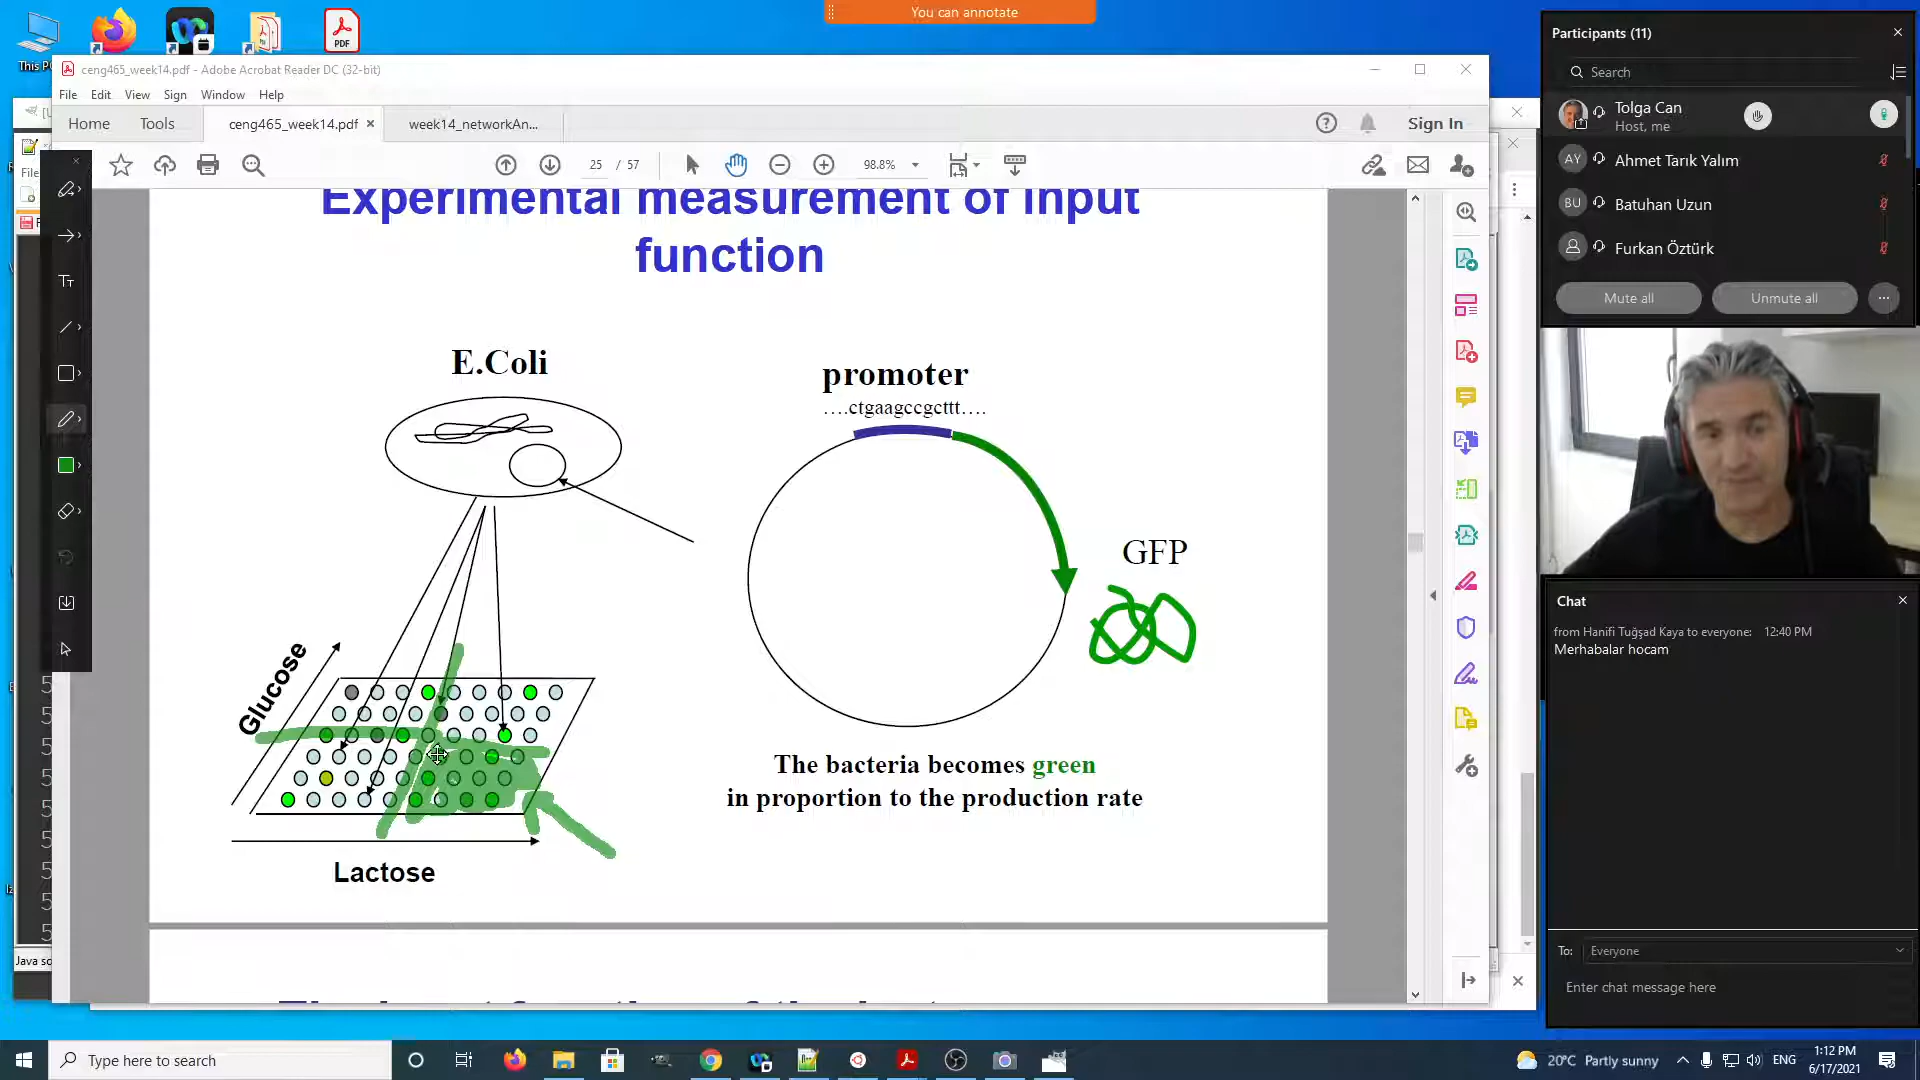 You can annotate
This P
ceng465_week14.pdf - Adobe Acrobat Reader DC (32-bit)
File Edit View Sign Window Help
Home Tools ceng465_week14.pdf × week14_networkAn... Sign In
25 / 57 98.8%
Experimental measurement of input
function
E.Coli
promoter
....ctgaagccgcttt....
GFP
Glucose
Lactose
The bacteria becomes green
in proportion to the production rate
File
Java so
Participants (11)
Search
Tolga Can
Host, me
AY Ahmet Tarık Yalım
BU Batuhan Uzun
Furkan Öztürk
Mute all Unmute all
Chat
from Hanifi Tuğşad Kaya to everyone: 12:40 PM
Merhabalar hocam
To: Everyone
Enter chat message here
Type here to search
20°C Partly sunny ENG
1:12 PM
6/17/2021